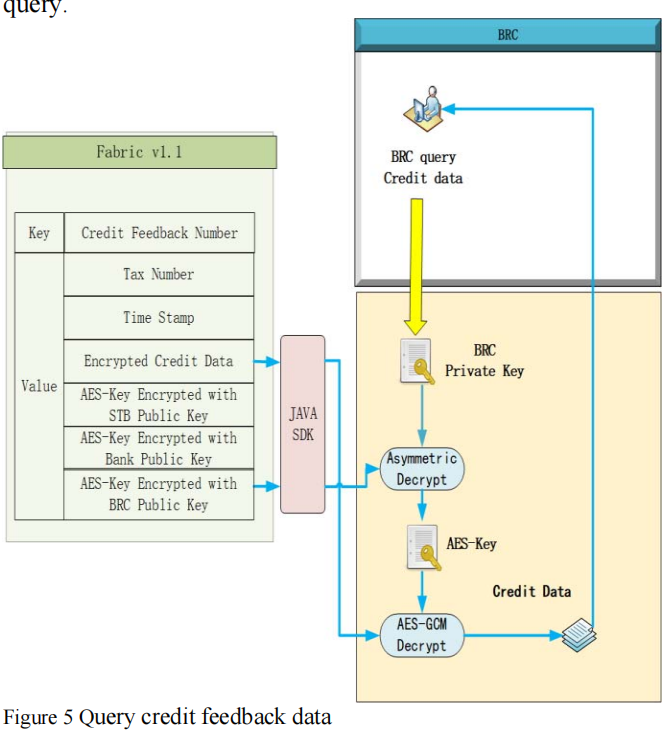 query.
BRC
BRC query
Credit data
Fabric v1.1
Key
Credit Feedback Number
Value
Tax Number
Time Stamp
Encrypted Credit Data
AES-Key Encrypted with
STB Public Key
AES-Key Encrypted with
Bank Public Key
AES-Key Encrypted with
BRC Public Key
JAVA
SDK
BRC
Private Key
Asymmetric
Decrypt
AES-Key
Credit Data
AES-GCM
Decrypt
Figure 5 Query credit feedback data